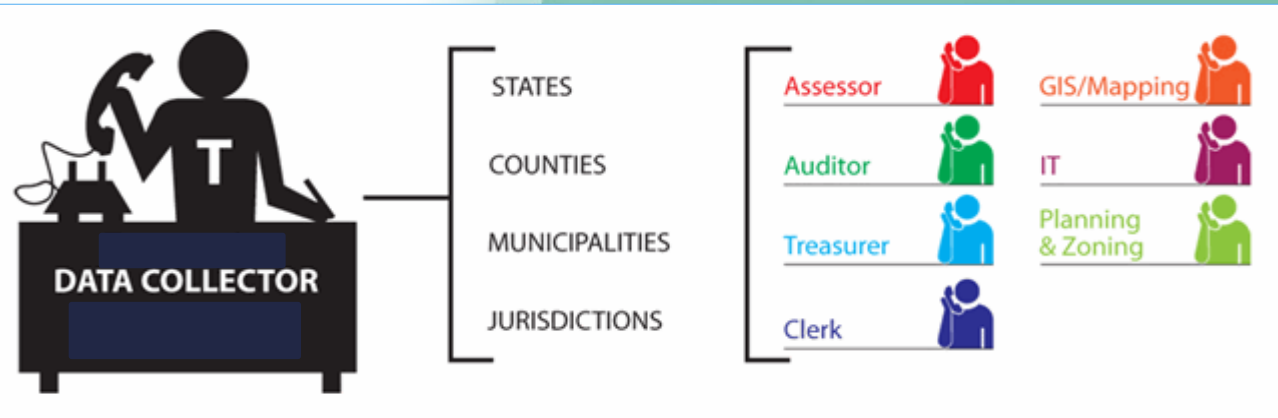 T
DATA COLLECTOR
STATES
COUNTIES
MUNICIPALITIES
JURISDICTIONS
Assessor
Auditor
Treasurer
Clerk
GIS/Mapping
IT
Planning
& Zoning